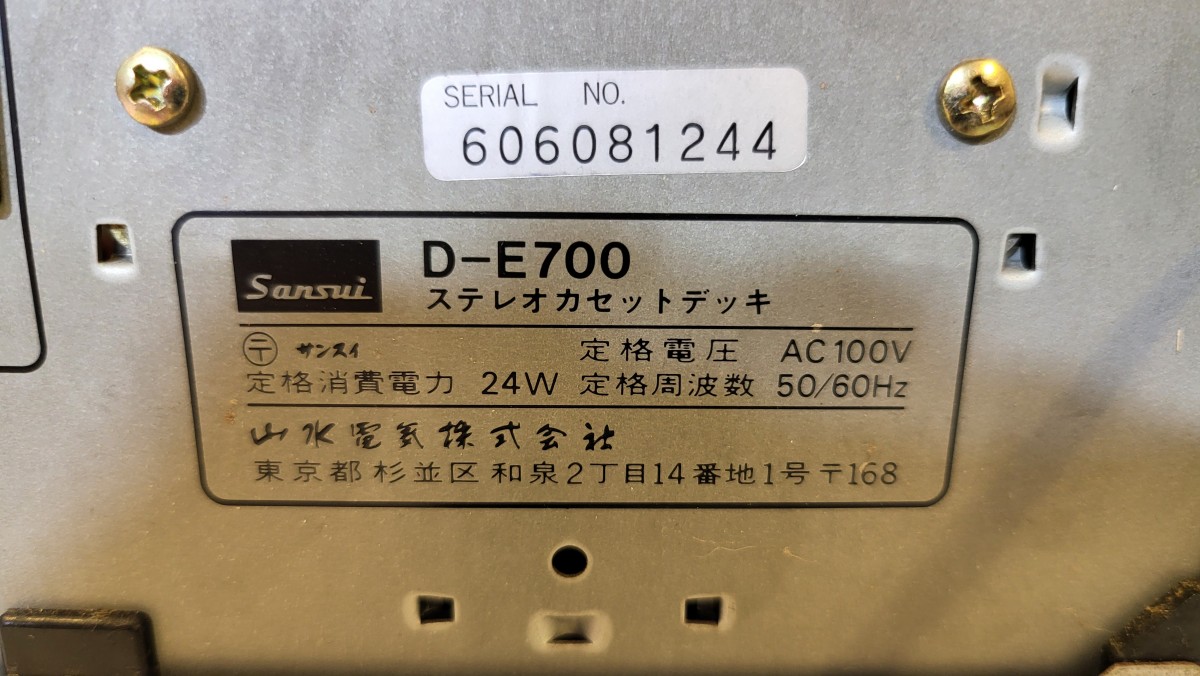 SERIAL NO.
606081244
Sansui
D-E700
ステレオカセットデッキ
〒 サンスイ 定格電圧 AC100V
定格消費電力 24W 定格周波数 50/60Hz
山水電気株式会社
東京都杉並区和泉2丁目14番地1号〒168